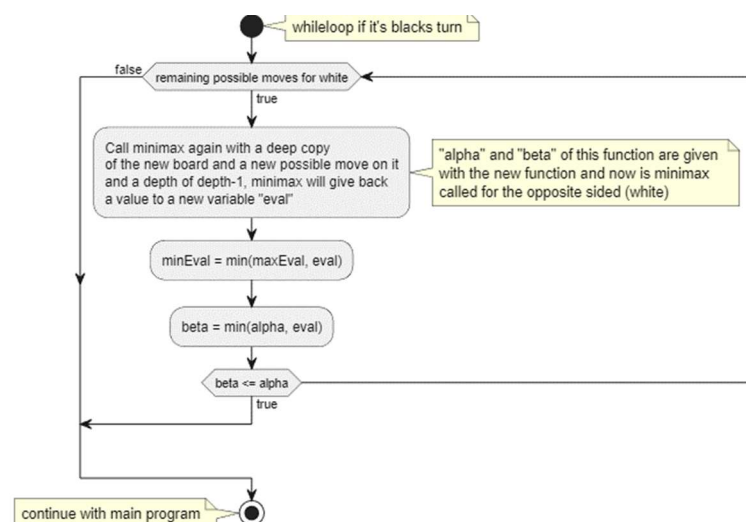 whileloop if it's blacks turn
false
remaining possible moves for white
true
Call minimax again with a deep copy
of the new board and a new possible move on it
and a depth of depth-1, minimax will give back
a value to a new variable "eval"
"alpha" and "beta" of this function are given
with the new function and now is minimax
called for the opposite sided (white)
minEval = min(maxEval, eval)
beta = min(alpha, eval)
beta <= alpha
true
continue with main program